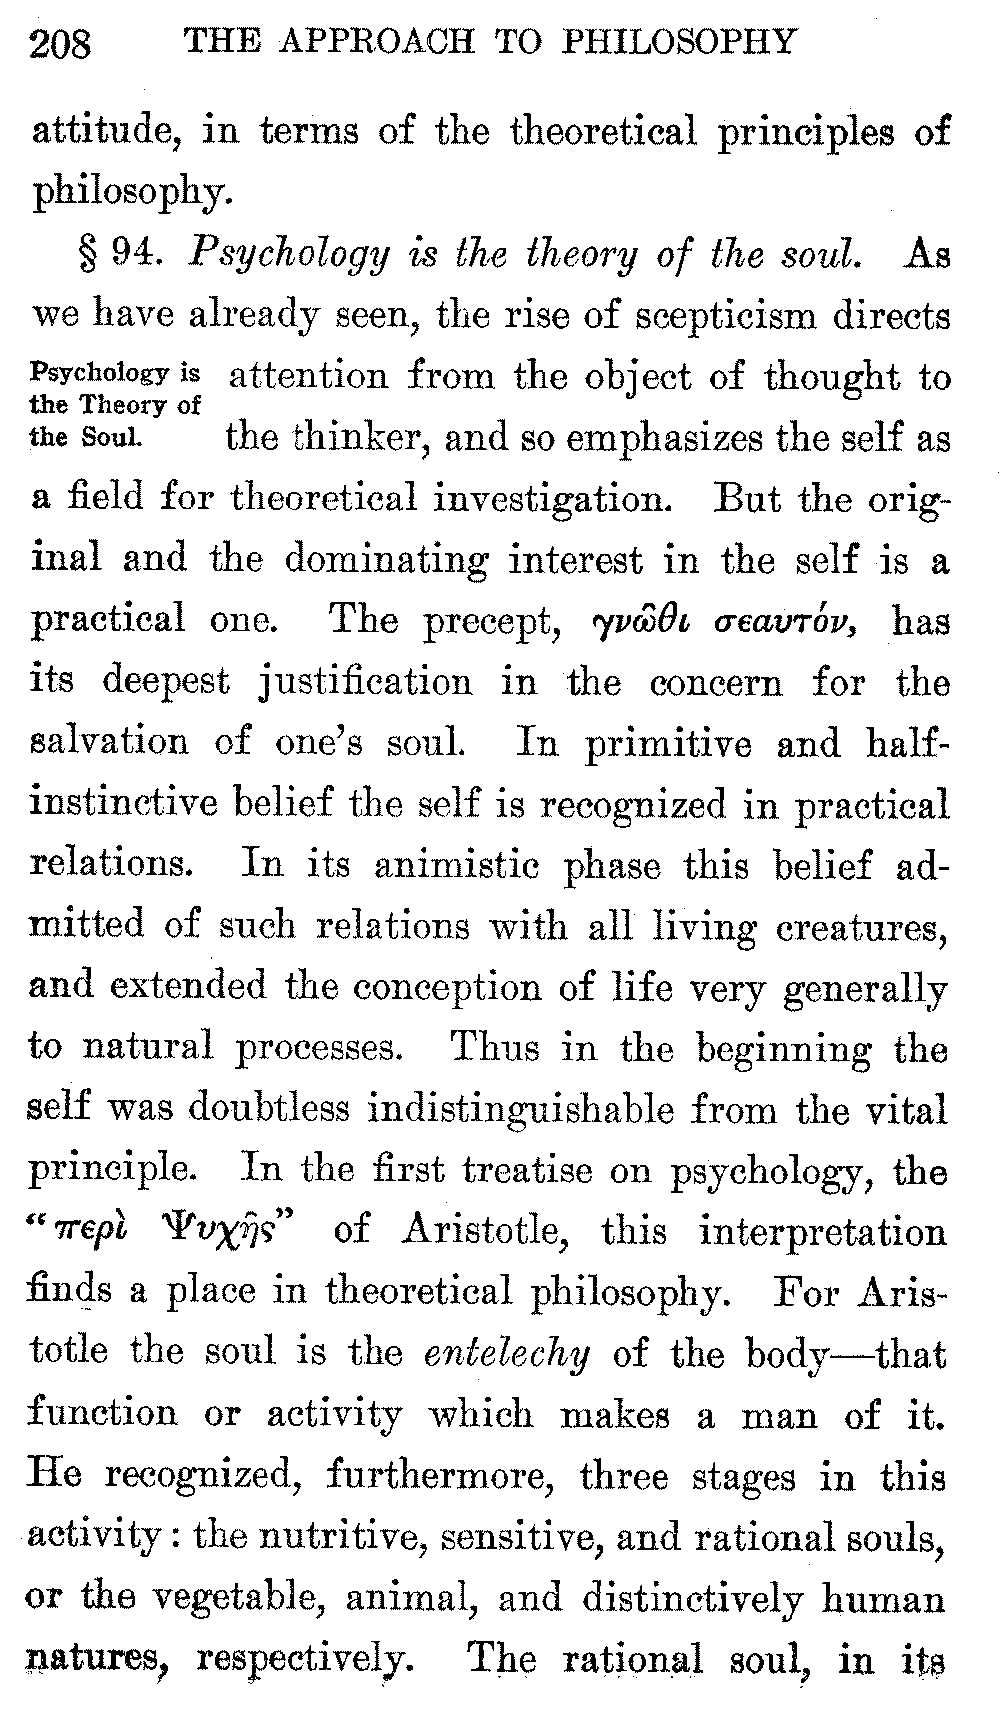 208 THE APPROACH TO PHILOSOPHY
attitude, in terms of the theoretical principles of
philosophy.
§ 94. Psychology is the theory of the soul. As
we have already seen, the rise of scepticism directs
Psychology is
the Theory of
the Soul.
attention from the object of thought to
the thinker, and so emphasizes the self as
a field for theoretical investigation. But the orig-
inal and the dominating interest in the self is a
practical one. The precept, γνῶθι σεαυτόν, has
its deepest justification in the concern for the
salvation of one's soul. In primitive and half-
instinctive belief the self is recognized in practical
relations. In its animistic phase this belief ad-
mitted of such relations with all living creatures,
and extended the conception of life very generally
to natural processes. Thus in the beginning the
self was doubtless indistinguishable from the vital
principle. In the first treatise on psychology, the
“περὶ Ψυχῆς” of Aristotle, this interpretation
finds a place in theoretical philosophy. For Aris-
totle the soul is the entelechy of the body—that
function or activity which makes a man of it.
He recognized, furthermore, three stages in this
activity: the nutritive, sensitive, and rational souls,
or the vegetable, animal, and distinctively human
natures, respectively. The rational soul, in its